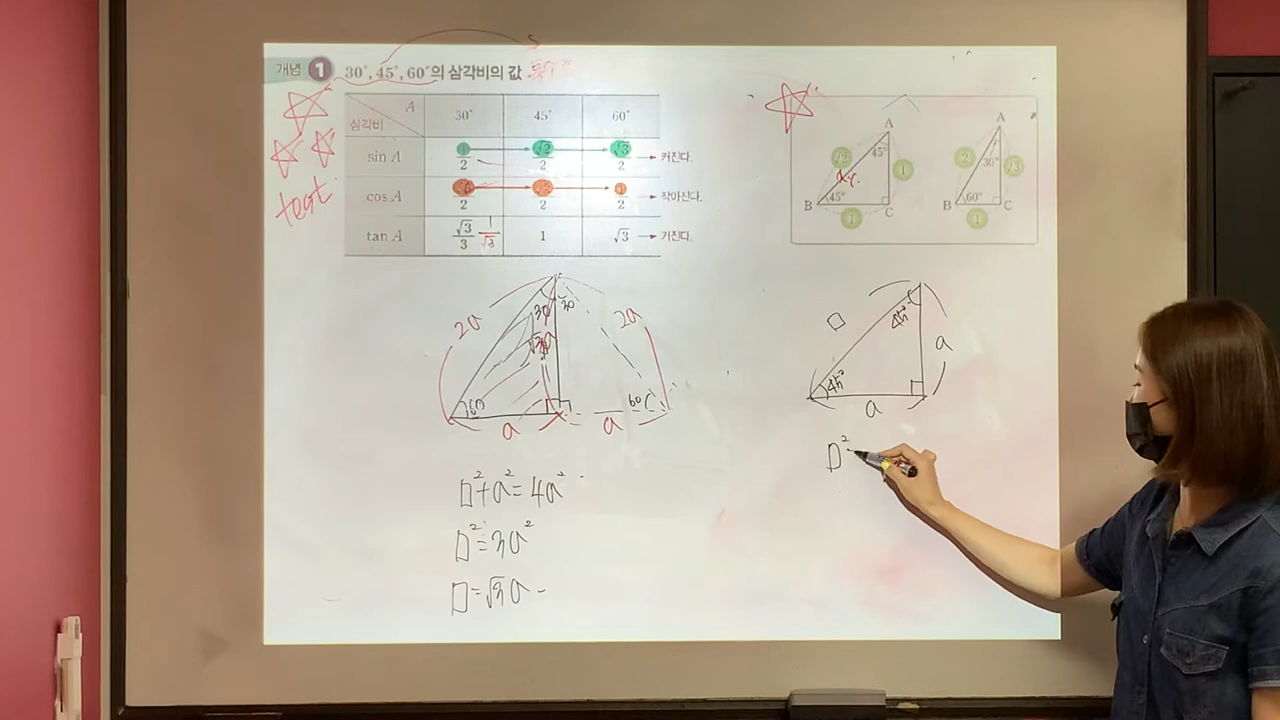 개념 1 30°, 45°, 60°의 삼각비의 값
삼각비 A 30° 45° 60°
sin A 1/2 √2/2 √3/2 → 커진다.
cos A √3/2 √2/2 1/2 → 작아진다.
tan A √3/3 1/√3 1 √3 → 커진다.
test
A 45° √2 1 B 45° C 1
A 30° 2 √3 B 60° C 1
2a 30 30 2a
60 60
a a
□²+a²=4a²
□²=3a²
□=√3a
□ 45° a
45°
a
□²